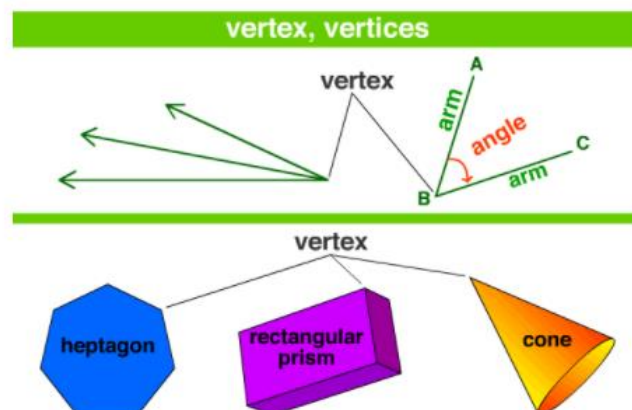 vertex, vertices
vertex
A
arm
angle
C
arm
B
vertex
heptagon
rectangular
prism
cone